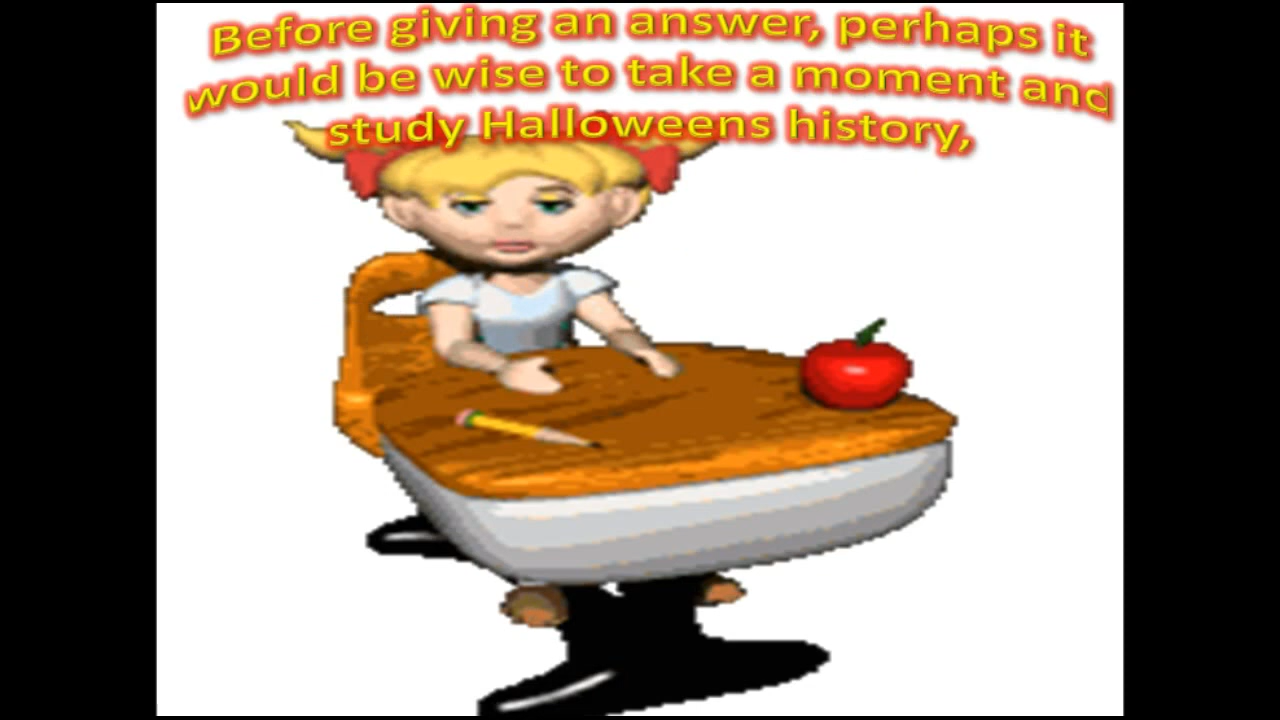 Before giving an answer, perhaps it
would be wise to take a moment and
study Halloweens history,